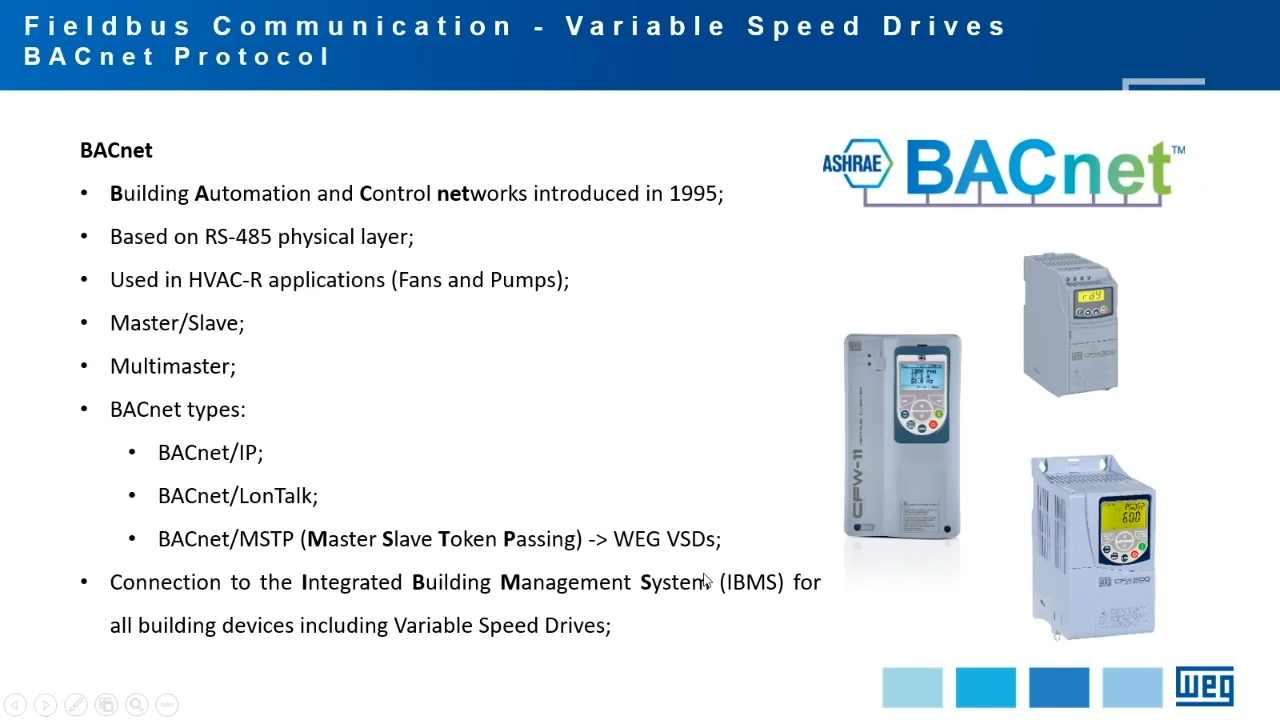 Fieldbus Communication - Variable Speed Drives
BACnet Protocol
BACnet
• Building Automation and Control networks introduced in 1995;
• Based on RS-485 physical layer;
• Used in HVAC-R applications (Fans and Pumps);
• Master/Slave;
• Multimaster;
• BACnet types:
• BACnet/IP;
• BACnet/LonTalk;
• BACnet/MSTP (Master Slave Token Passing) -> WEG VSDs;
• Connection to the Integrated Building Management System (IBMS) for
all building devices including Variable Speed Drives;
ASHRAE BACnet™
rdy
CFW-11
60.0
weg